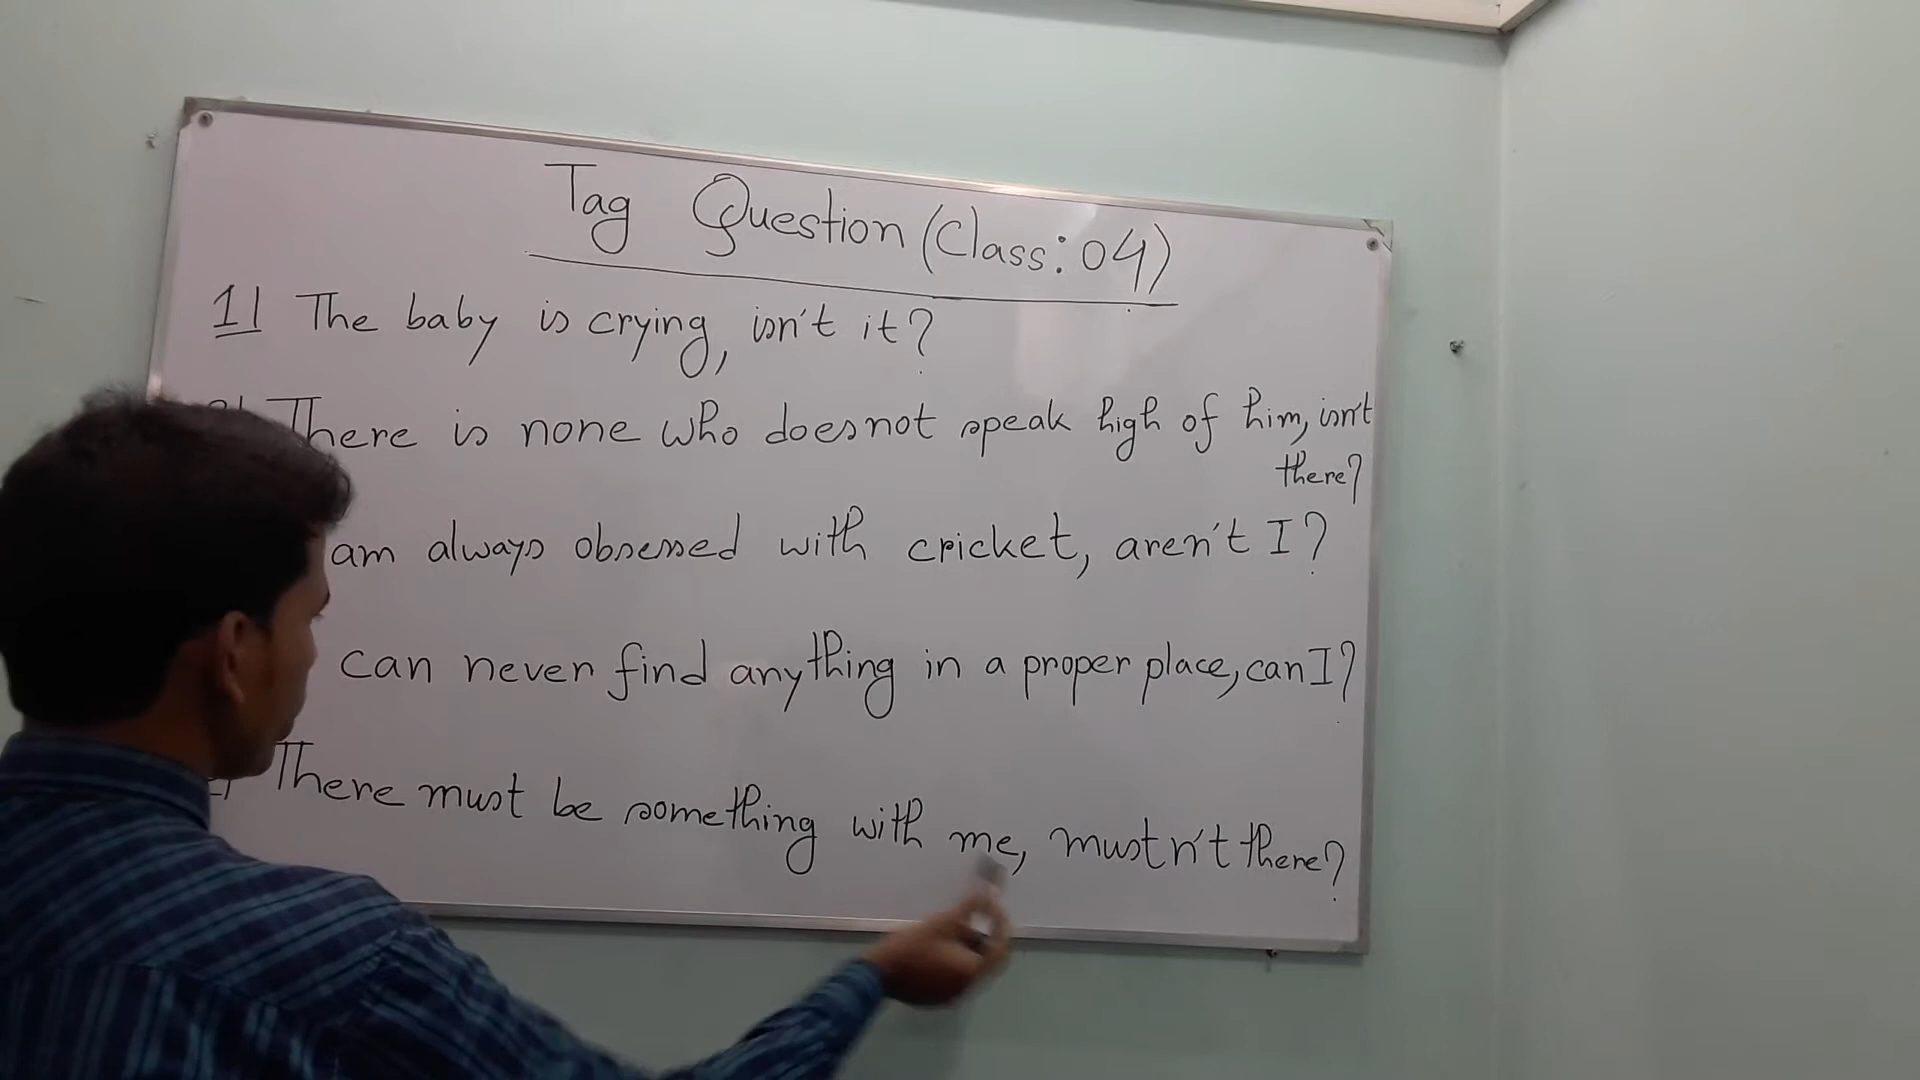 Tag Question (Class: 04)
1| The baby is crying, isn't it?
There is none who does not speak high of him, isn't
there?
am always obsessed with cricket, aren't I?
can never find anything in a proper place, can I?
There must be something with me, mustn't there?